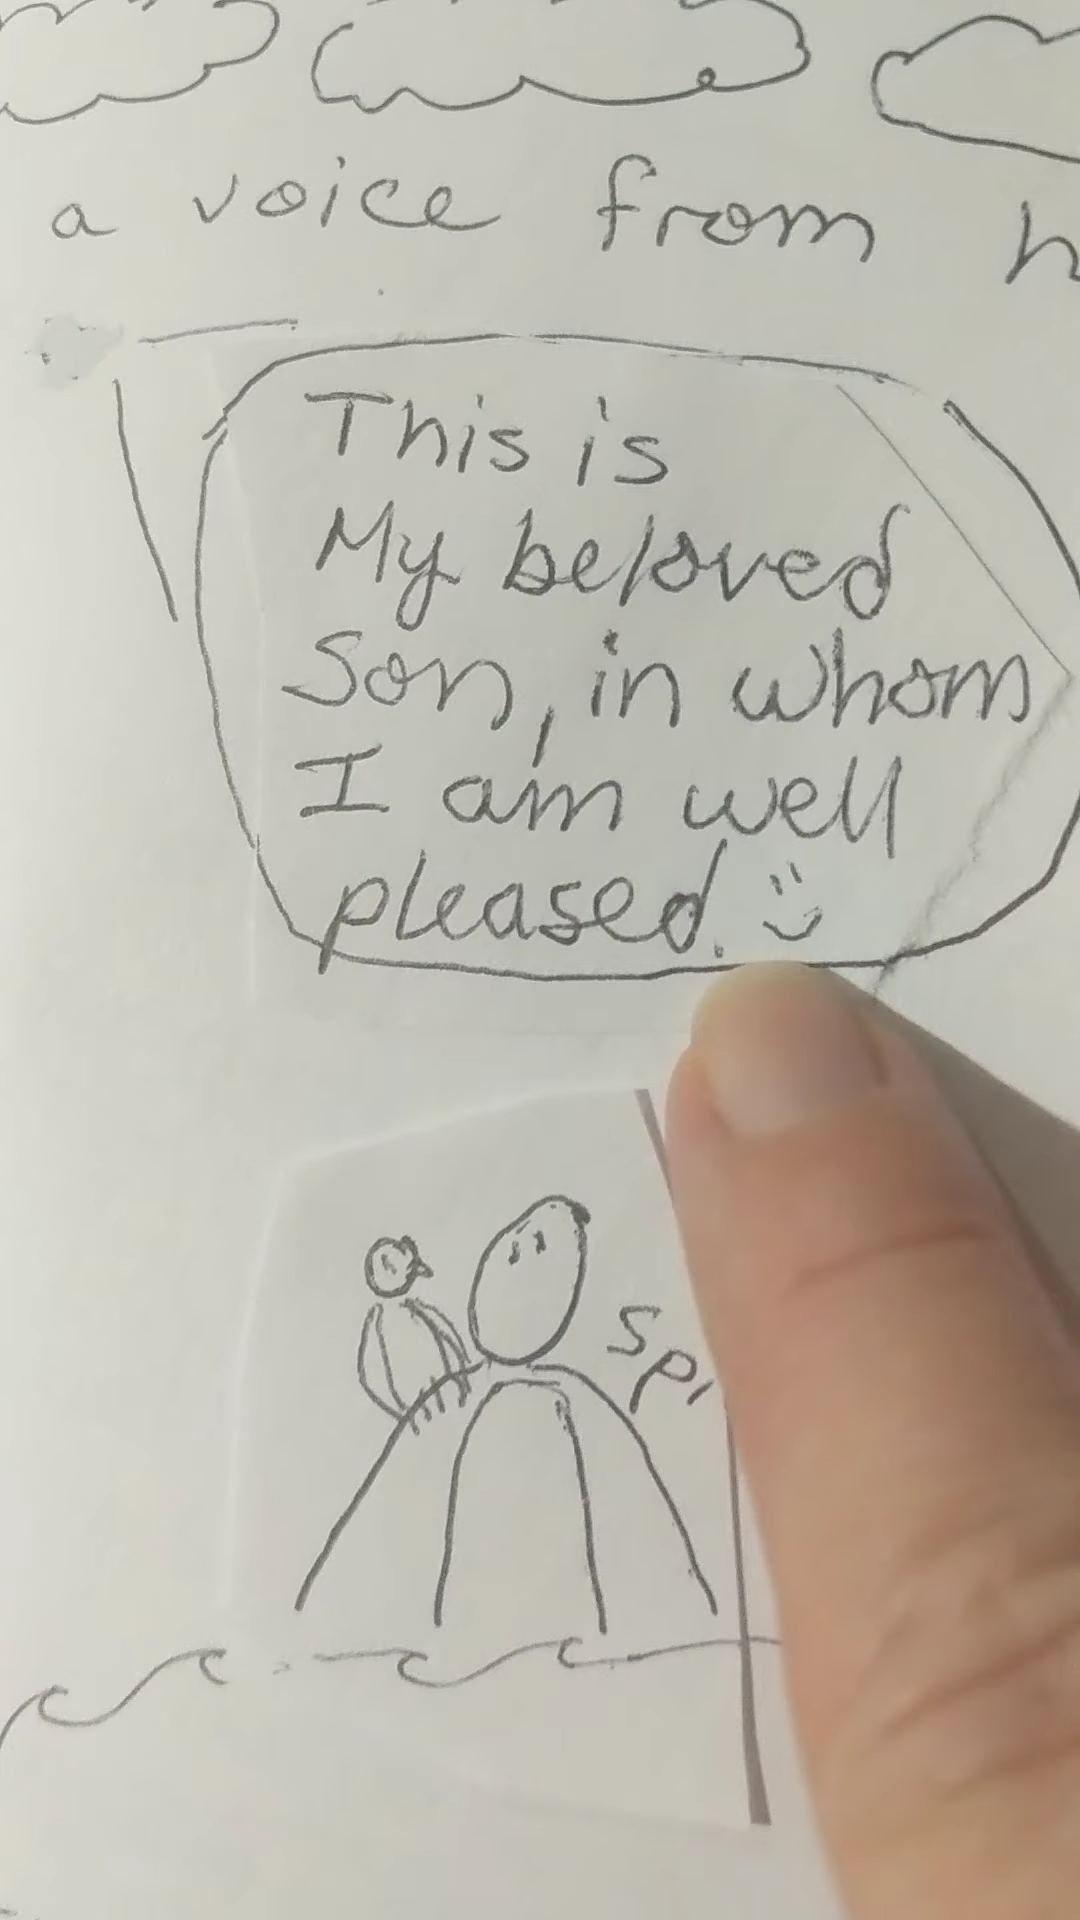 a voice from
This is
My beloved
Son, in whom
I am well
pleased.